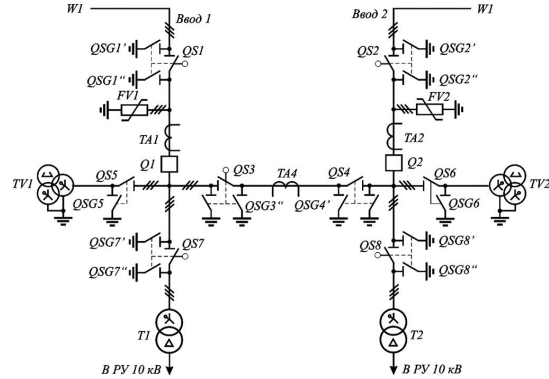 W1 Ввод 1 Ввод 2 W1
QSG1' QS1 QS2 QSG2'
QSG1“ QSG2“
FV1 FV2
TA1 TA2
Q1 Q2
TV1 QS5 QS3 TA4 QS4 QS6 TV2
QSG5 QSG3“ QSG4' QSG6
QSG7' QS7 QS8 QSG8'
QSG7“ QSG8“
T1 T2
В РУ 10 кВ В РУ 10 кВ